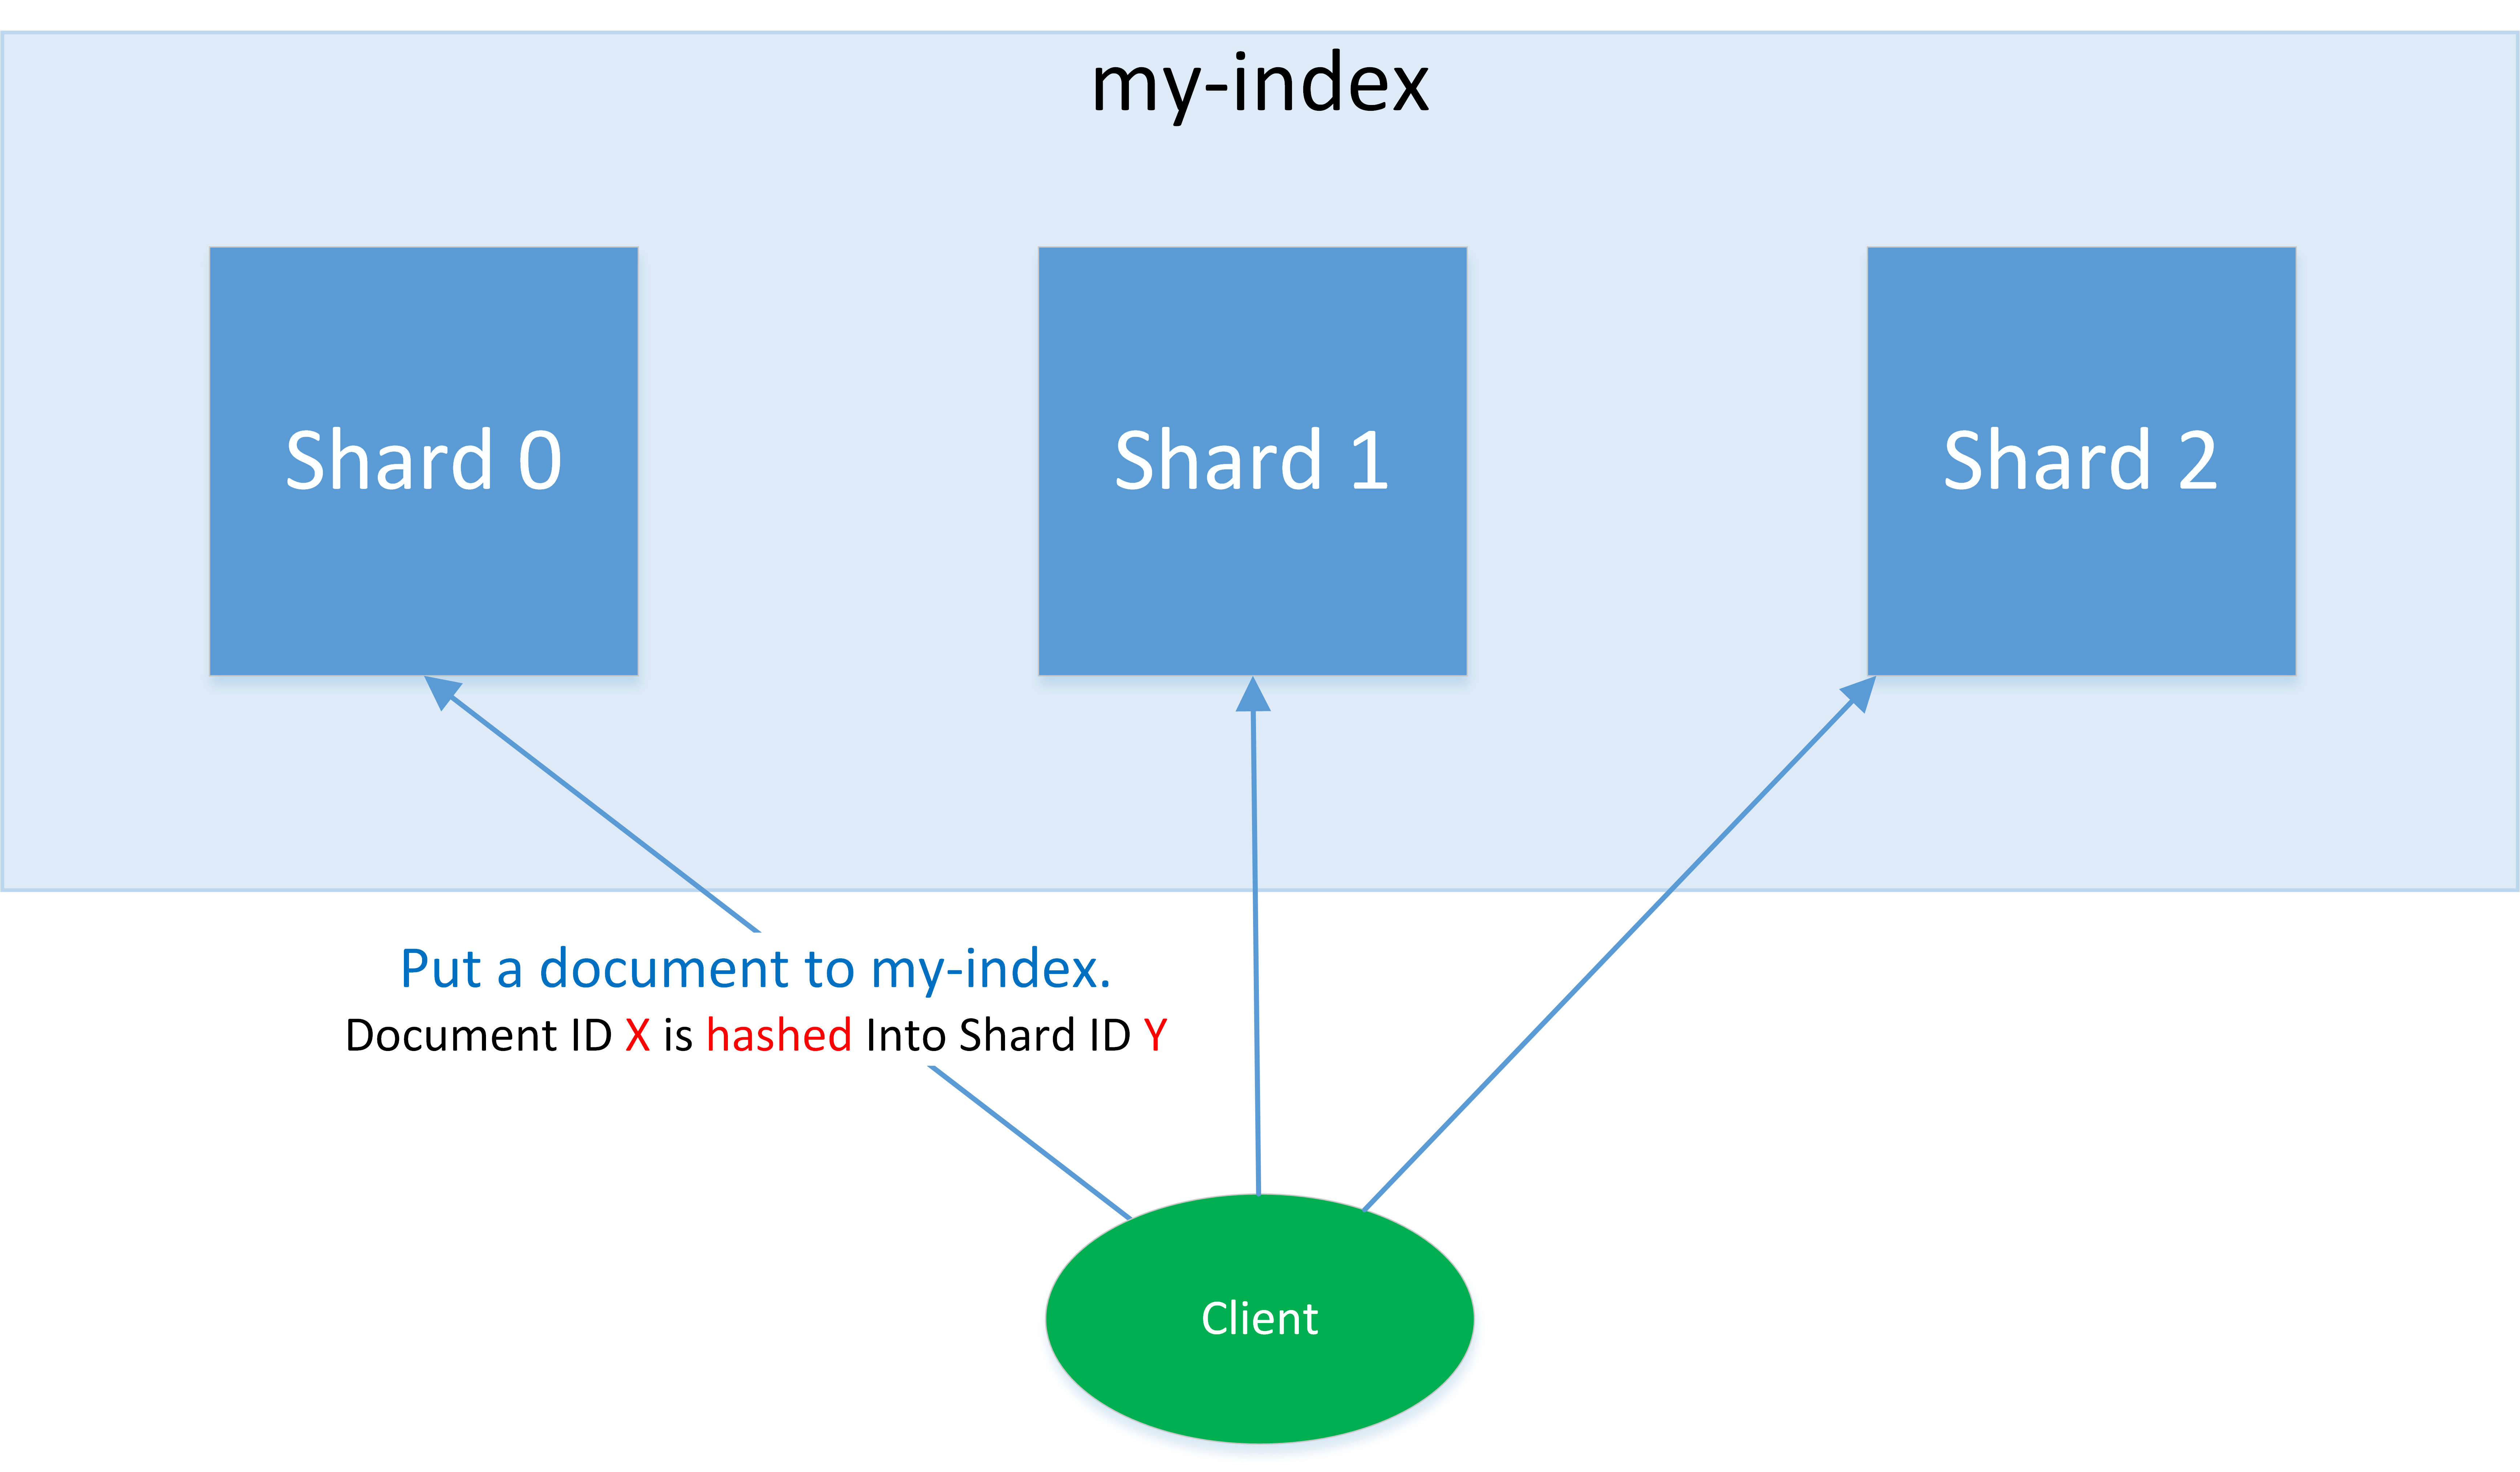 my-index
Shard 0
Shard 1
Shard 2
Put a document to my-index.
Document ID X is hashed Into Shard ID Y
Client